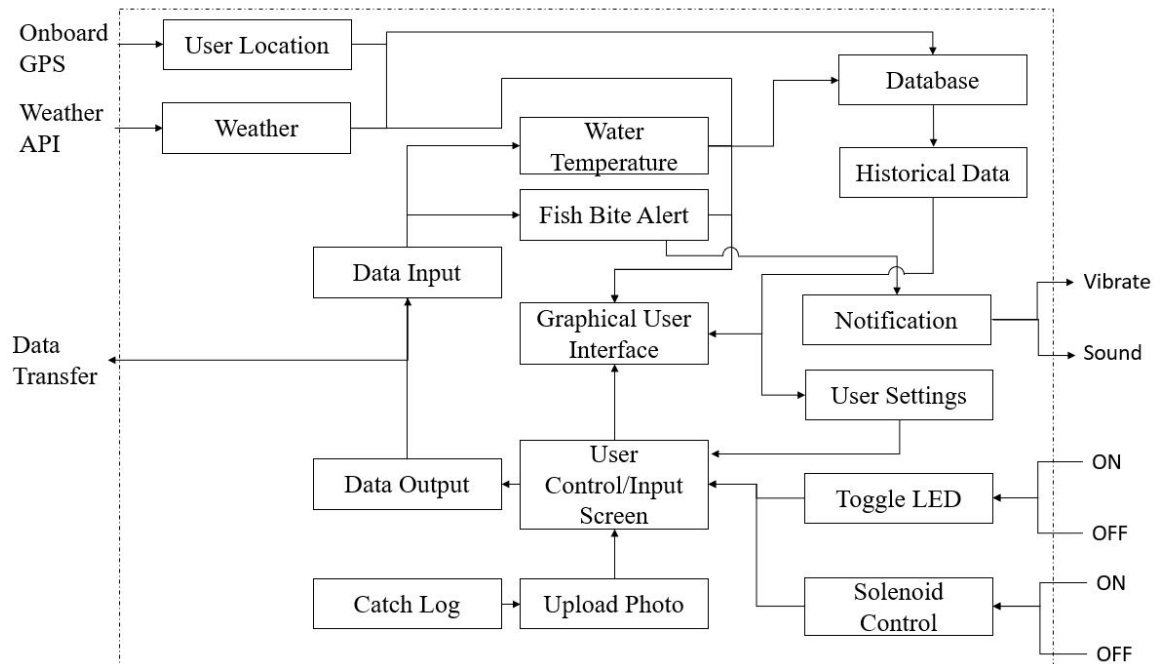 Onboard
GPS
User Location
Database
Weather
API
Weather
Water
Temperature
Historical Data
Fish Bite Alert
Data Input
Graphical User
Interface
Notification
Vibrate
Sound
Data
Transfer
User Settings
User
Control/Input
Screen
Data Output
Toggle LED
ON
OFF
Catch Log
Upload Photo
Solenoid
Control
ON
OFF